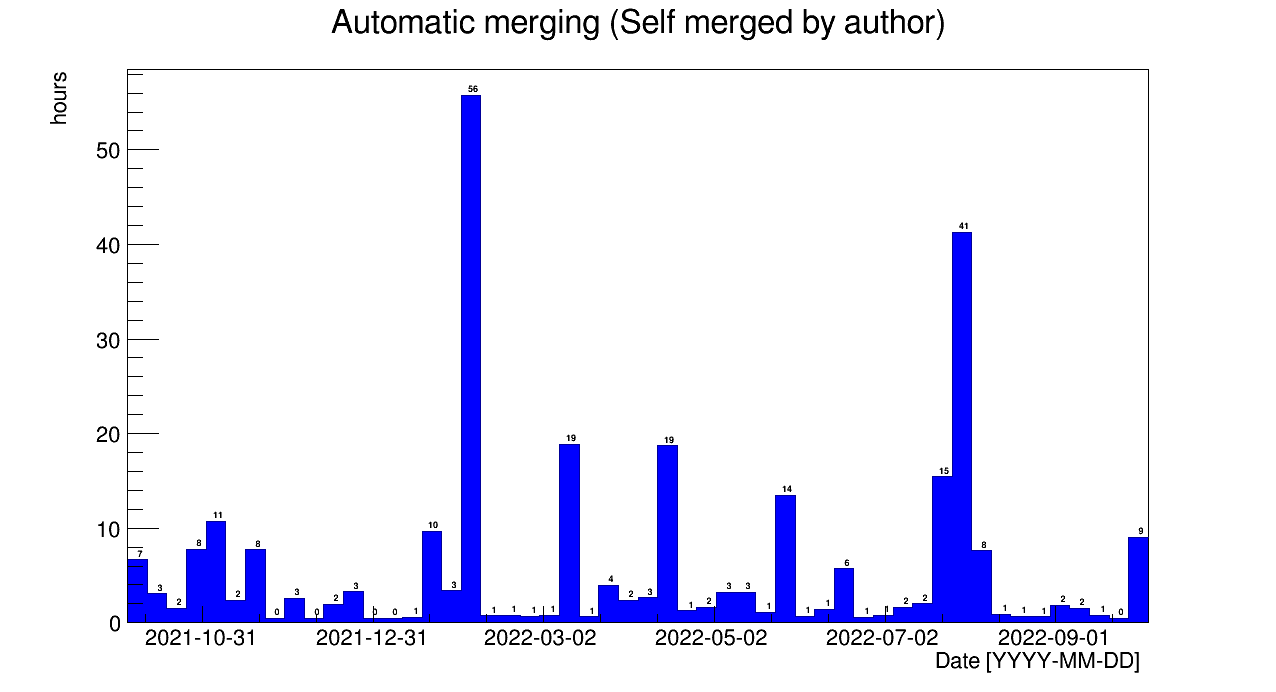 Automatic merging (Self merged by author)
hours
50
40
30
20
10
0
7 3 2 8 11 2 8 0 3 0 2 3 0 0 1 10 3 56 1 1 1 1 19 1 4 2 3 19 1 2 3 3 1 14 1 1 6 1 1 2 2 15 41 8 1 1 1 2 2 1 0 9
2021-10-31 2021-12-31 2022-03-02 2022-05-02 2022-07-02 2022-09-01
Date [YYYY-MM-DD]